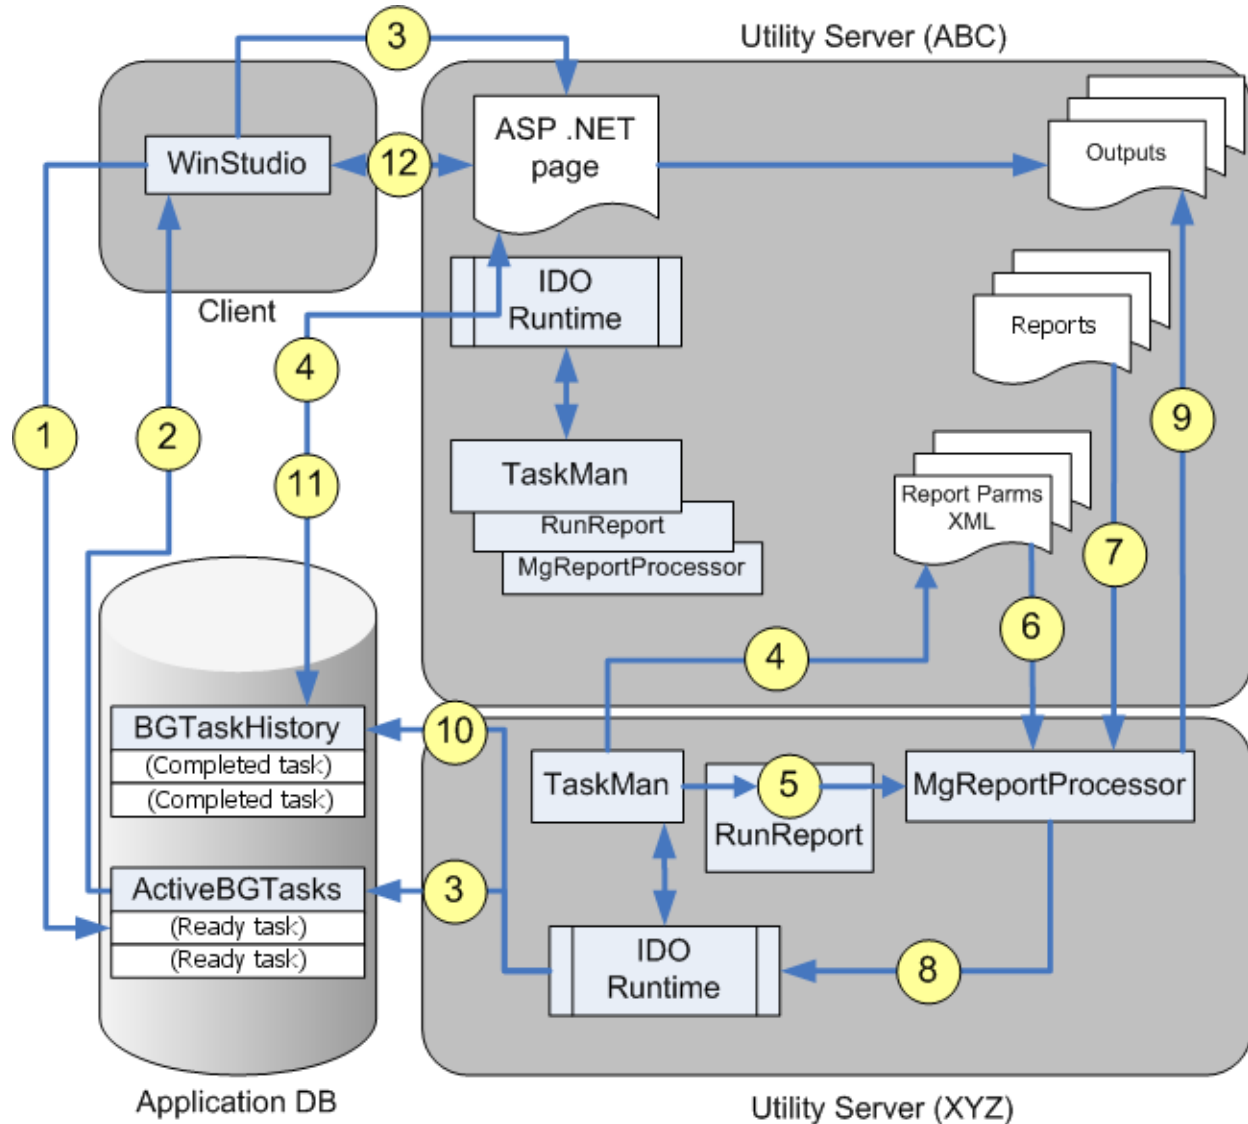 3
Utility Server (ABC)
ASP .NET
page
Outputs
WinStudio
12
Client
IDO
Runtime
Reports
4
1
2
9
11
TaskMan
RunReport
MgReportProcessor
Report Parms
XML
7
6
4
BGTaskHistory
(Completed task)
(Completed task)
10
TaskMan
5
RunReport
MgReportProcessor
ActiveBGTasks
(Ready task)
(Ready task)
3
IDO
Runtime
8
Application DB
Utility Server (XYZ)